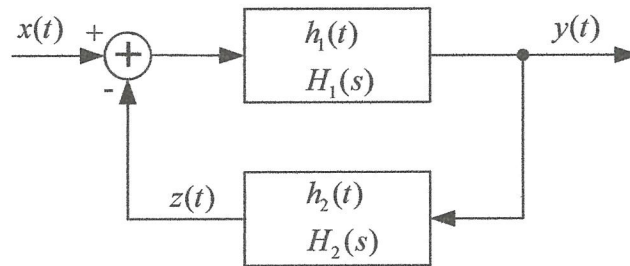 x(t)
+
+
-
h₁(t)
H₁(s)
y(t)
z(t)
h₂(t)
H₂(s)